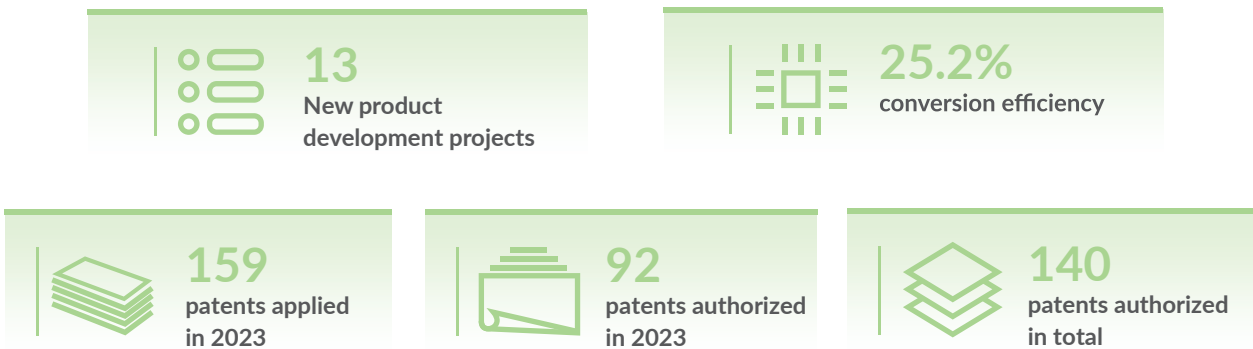 13
New product
development projects
25.2%
conversion efficiency
159
patents applied
in 2023
92
patents authorized
in 2023
140
patents authorized
in total